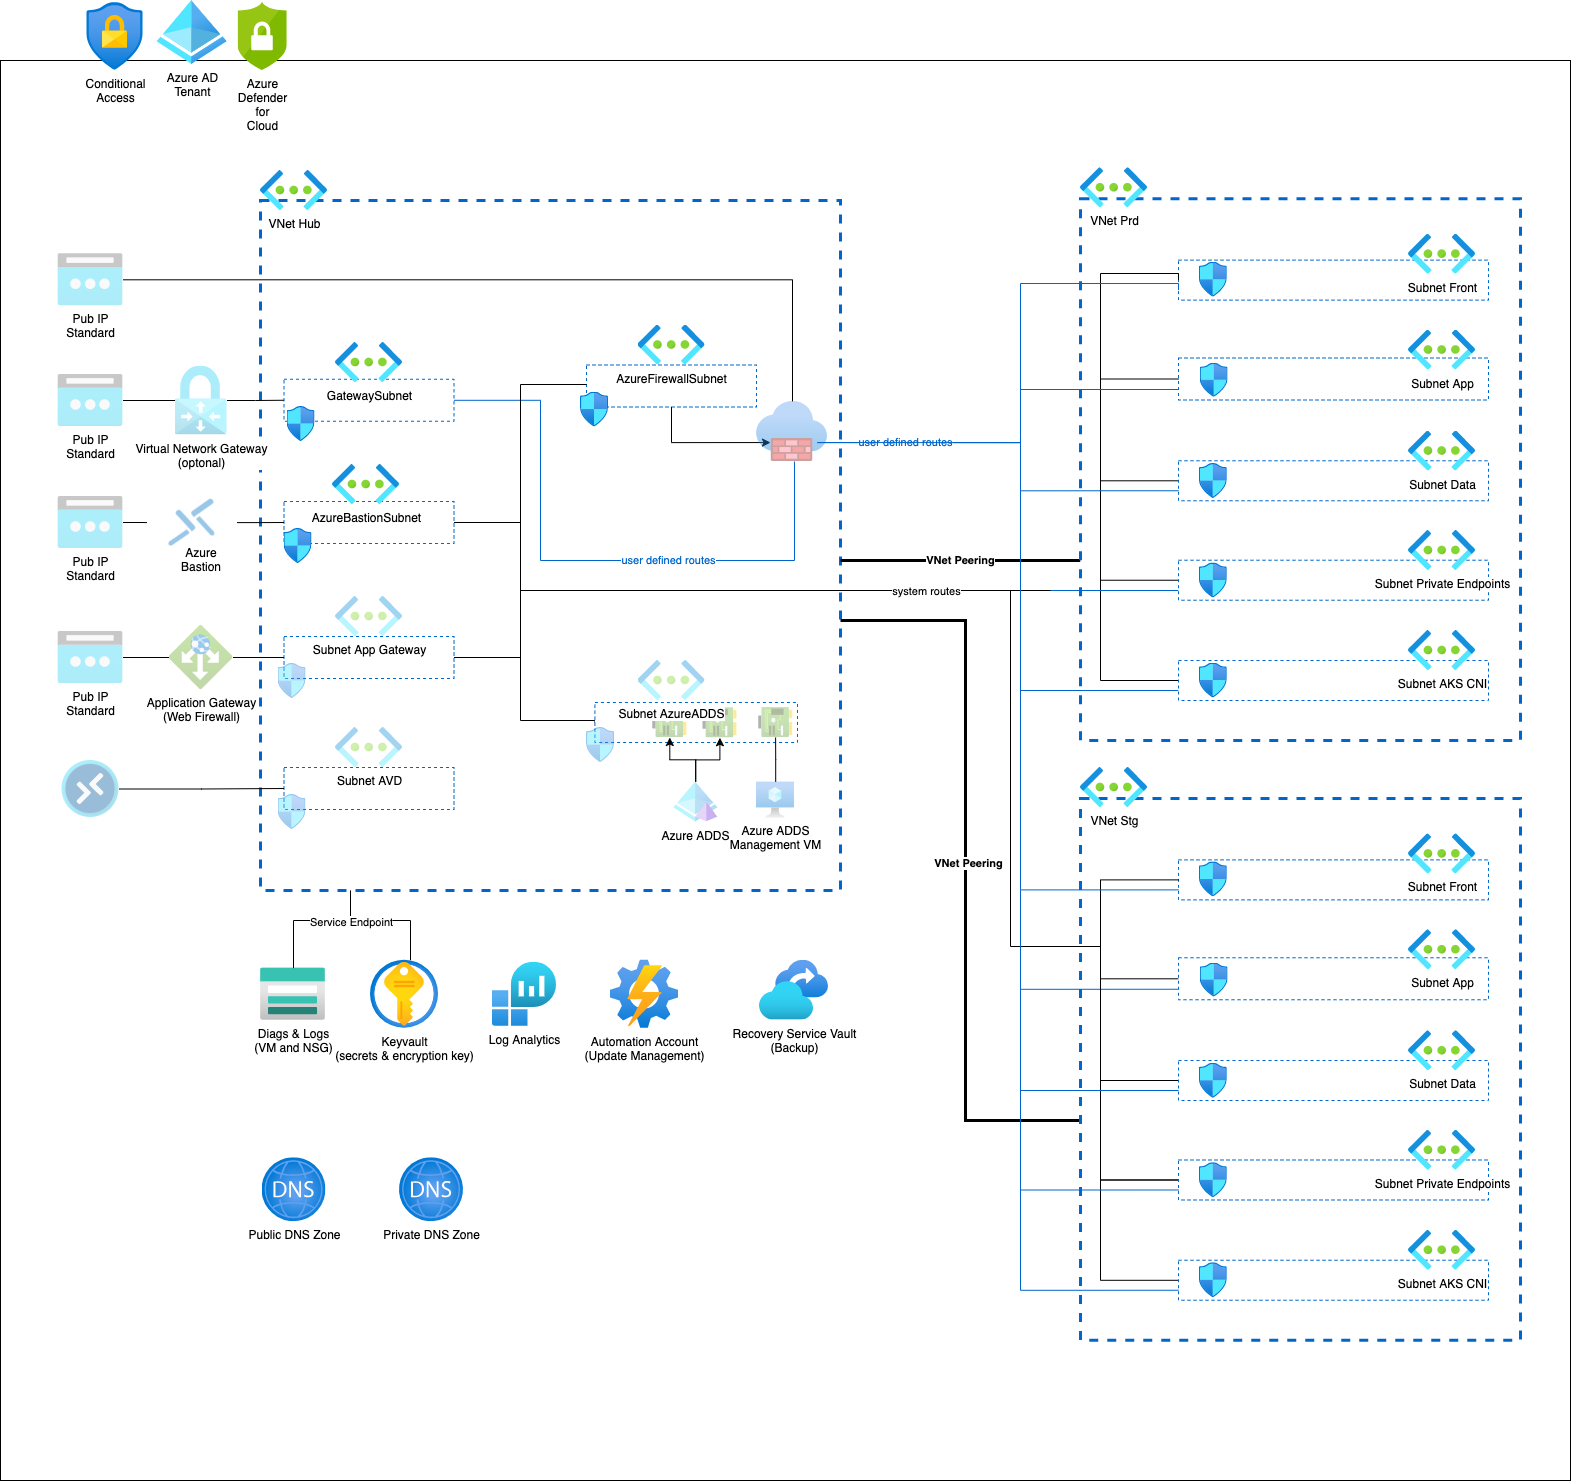 Conditional
Access
Azure AD
Tenant
Azure
Defender
for
Cloud
VNet Hub
Pub IP
Standard
Pub IP
Standard
Virtual Network Gateway
(optonal)
GatewaySubnet
AzureFirewallSubnet
user defined routes
Pub IP
Standard
Azure
Bastion
AzureBastionSubnet
user defined routes
VNet Peering
system routes
Pub IP
Standard
Application Gateway
(Web Firewall)
Subnet App Gateway
Subnet AzureADDS
Subnet AVD
Azure ADDS
Azure ADDS
Management VM
VNet Peering
Service Endpoint
Diags & Logs
(VM and NSG)
Keyvault
(secrets & encryption key)
Log Analytics
Automation Account
(Update Management)
Recovery Service Vault
(Backup)
DNS
Public DNS Zone
DNS
Private DNS Zone
VNet Prd
Subnet Front
Subnet App
Subnet Data
Subnet Private Endpoints
Subnet AKS CNI
VNet Stg
Subnet Front
Subnet App
Subnet Data
Subnet Private Endpoints
Subnet AKS CNI